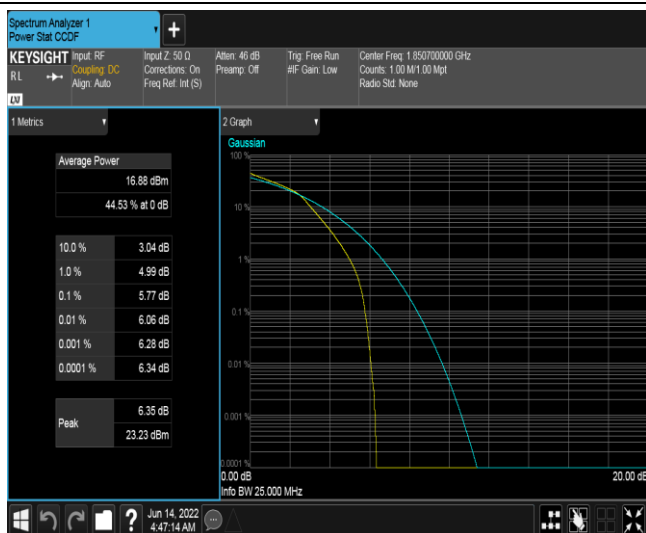 Spectrum Analyzer 1
Power Stat CCDF
+
KEYSIGHT
RL
LXI
Input: RF
Coupling: DC
Align: Auto
Input Z: 50 Ω
Corrections: On
Freq Ref: Int (S)
Atten: 46 dB
Preamp: Off
Trig: Free Run
#IF Gain: Low
Center Freq: 1.850700000 GHz
Counts: 1.00 M/1.00 Mpt
Radio Std: None
1 Metrics
Average Power
16.88 dBm
44.53 % at 0 dB
10.0 % 3.04 dB
1.0 % 4.99 dB
0.1 % 5.77 dB
0.01 % 6.06 dB
0.001 % 6.28 dB
0.0001 % 6.34 dB
Peak
6.35 dB
23.23 dBm
2 Graph
Gaussian
100 %
10 %
1 %
0.1 %
0.01 %
0.001 %
0.0001 %
0.00 dB 20.00 dB
Info BW 25.000 MHz
?
Jun 14, 2022
4:47:14 AM